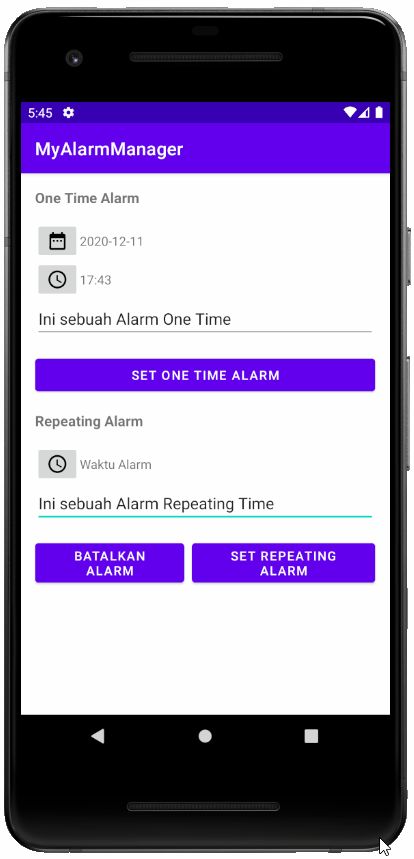 5:45
MyAlarmManager
One Time Alarm
2020-12-11
17:43
Ini sebuah Alarm One Time
SET ONE TIME ALARM
Repeating Alarm
Waktu Alarm
Ini sebuah Alarm Repeating Time
BATALKAN
ALARM
SET REPEATING
ALARM